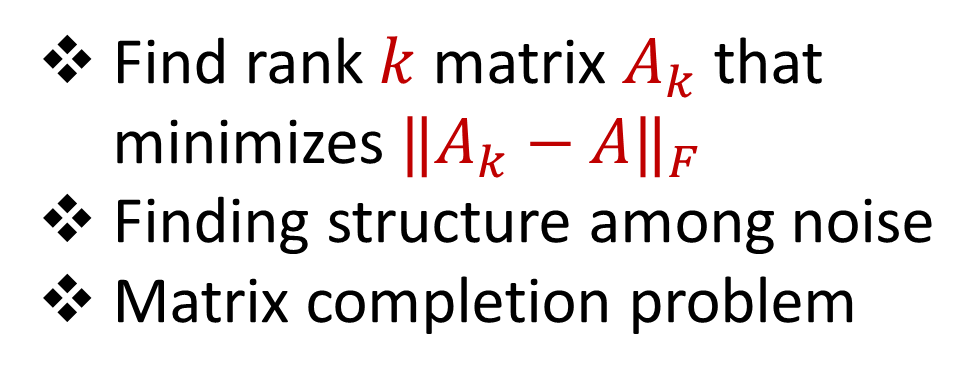 ❖ Find rank k matrix A_k that
minimizes ‖A_k − A‖_F
❖ Finding structure among noise
❖ Matrix completion problem